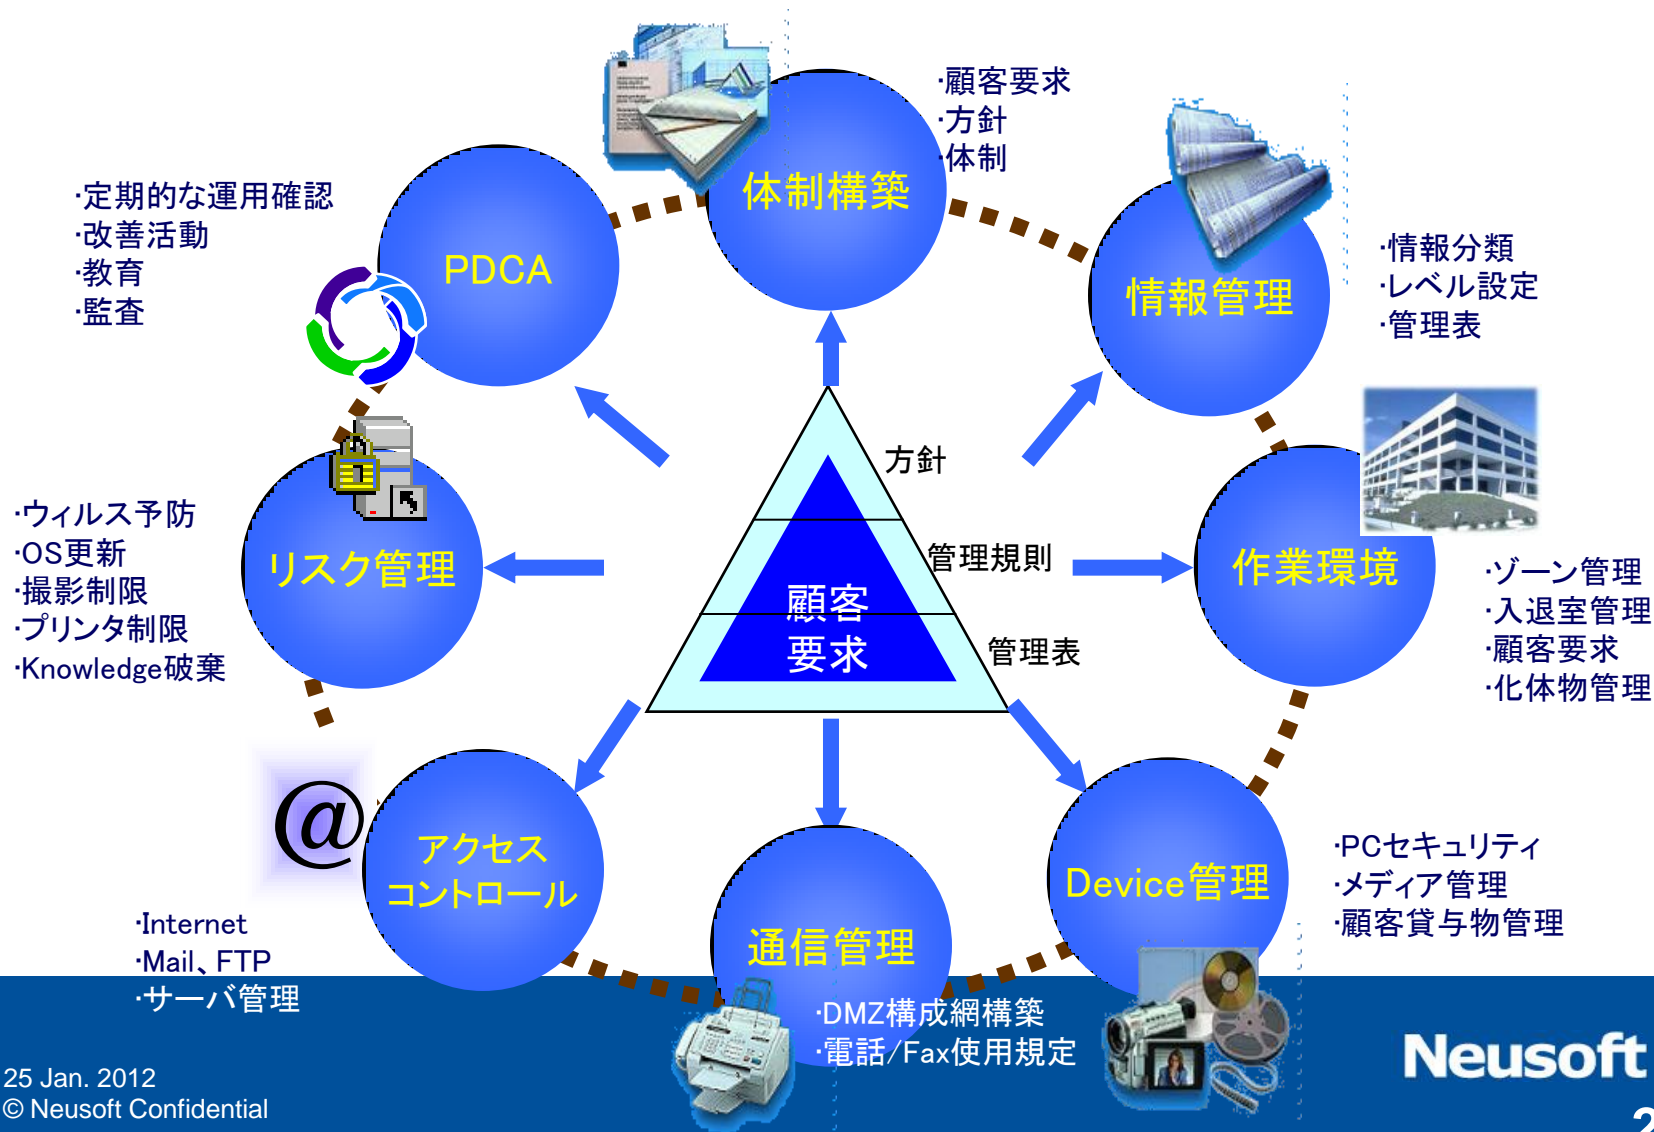 ·顧客要求
·方針
·体制
体制構築
·定期的な運用確認
·改善活動
·教育
·監査
PDCA
情報管理
·情報分類
·レベル設定
·管理表
方針
管理規則
管理表
顧客
要求
·ウィルス予防
·OS更新
·撮影制限
·プリンタ制限
·Knowledge破棄
リスク管理
作業環境
·ゾーン管理
·入退室管理
·顧客要求
·化体物管理
@
アクセス
コントロール
·Internet
·Mail、FTP
·サーバ管理
通信管理
·DMZ構成網構築
·電話/Fax使用規定
Device管理
·PCセキュリティ
·メディア管理
·顧客貸与物管理
25 Jan. 2012
© Neusoft Confidential
Neusoft